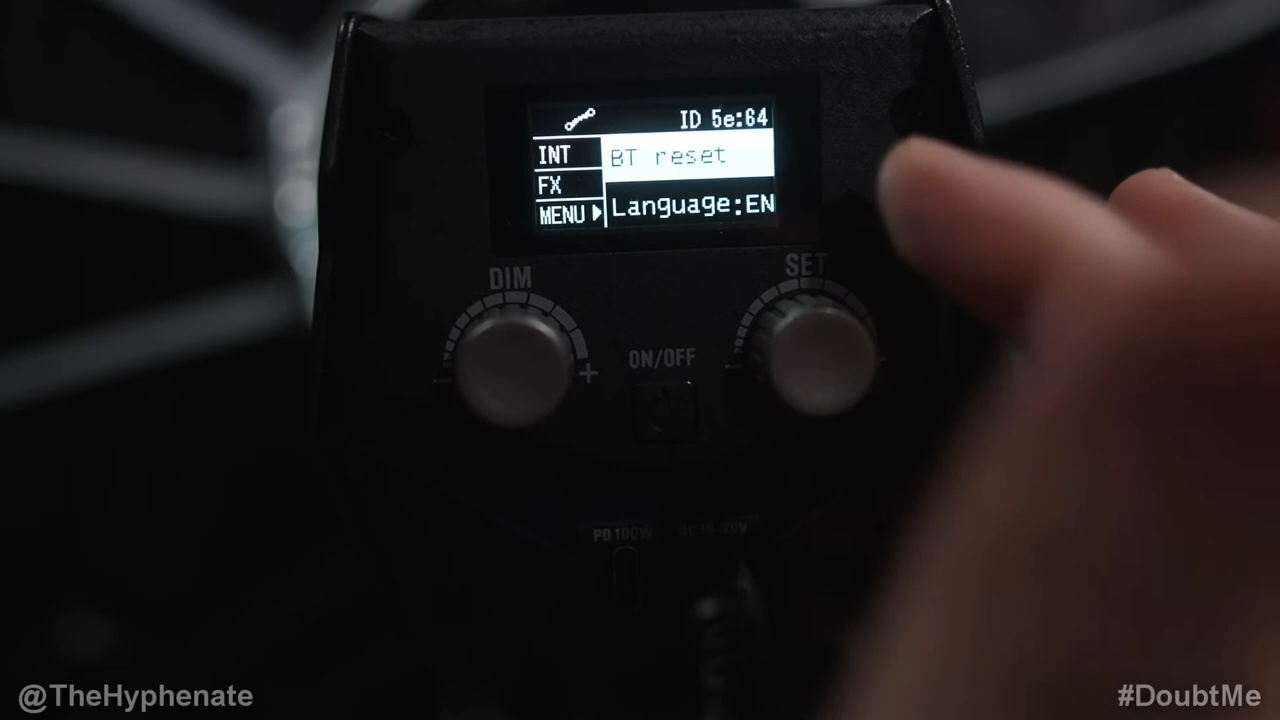 ID 5e:64
INT
BT reset
FX
MENU
Language:EN
DIM
SET
ON/OFF
- +
-
PD 100W
DC 15-20V
@TheHyphenate
#DoubtMe